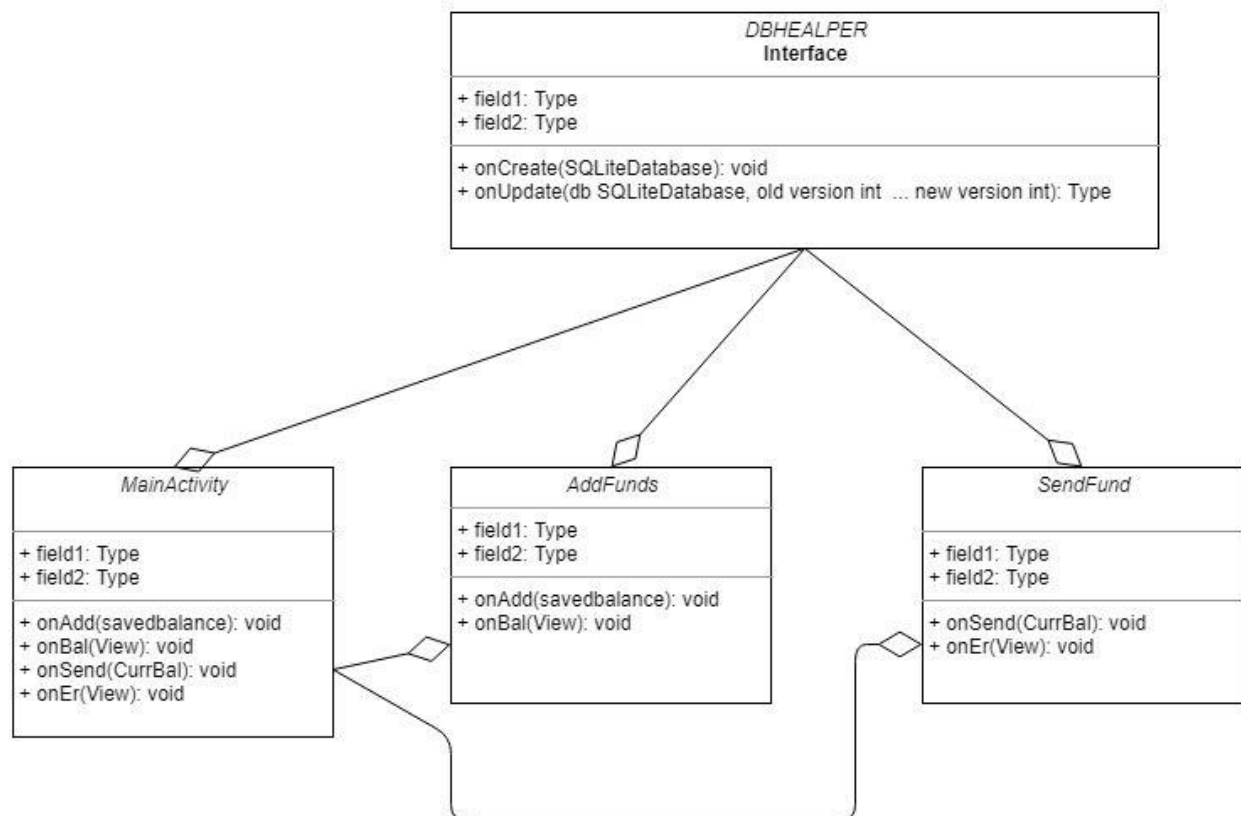 DBHEALPER
Interface
+ field1: Type
+ field2: Type
+ onCreate(SQLiteDatabase): void
+ onUpdate(db SQLiteDatabase, old version int ... new version int): Type
MainActivity
+ field1: Type
+ field2: Type
+ onAdd(savedbalance): void
+ onBal(View): void
+ onSend(CurrBal): void
+ onEr(View): void
AddFunds
+ field1: Type
+ field2: Type
+ onAdd(savedbalance): void
+ onBal(View): void
SendFund
+ field1: Type
+ field2: Type
+ onSend(CurrBal): void
+ onEr(View): void